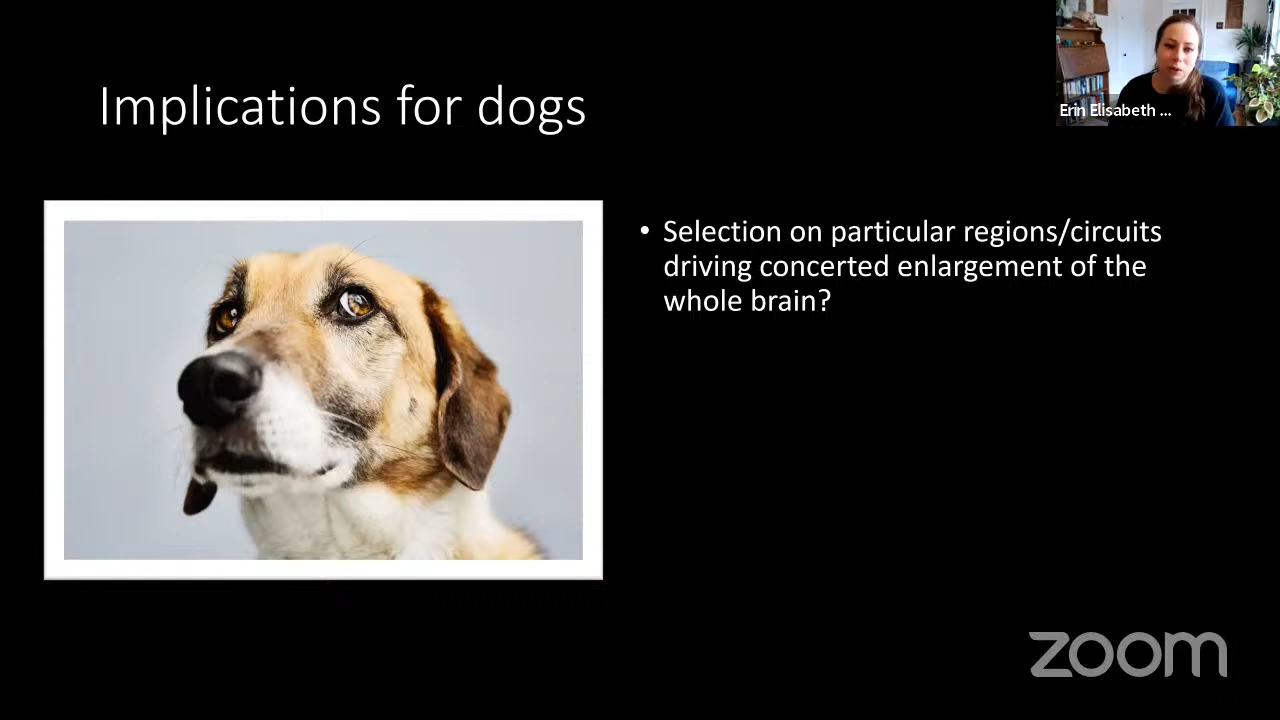 Implications for dogs
Erin Elisabeth ...
• Selection on particular regions/circuits
driving concerted enlargement of the
whole brain?
zoom